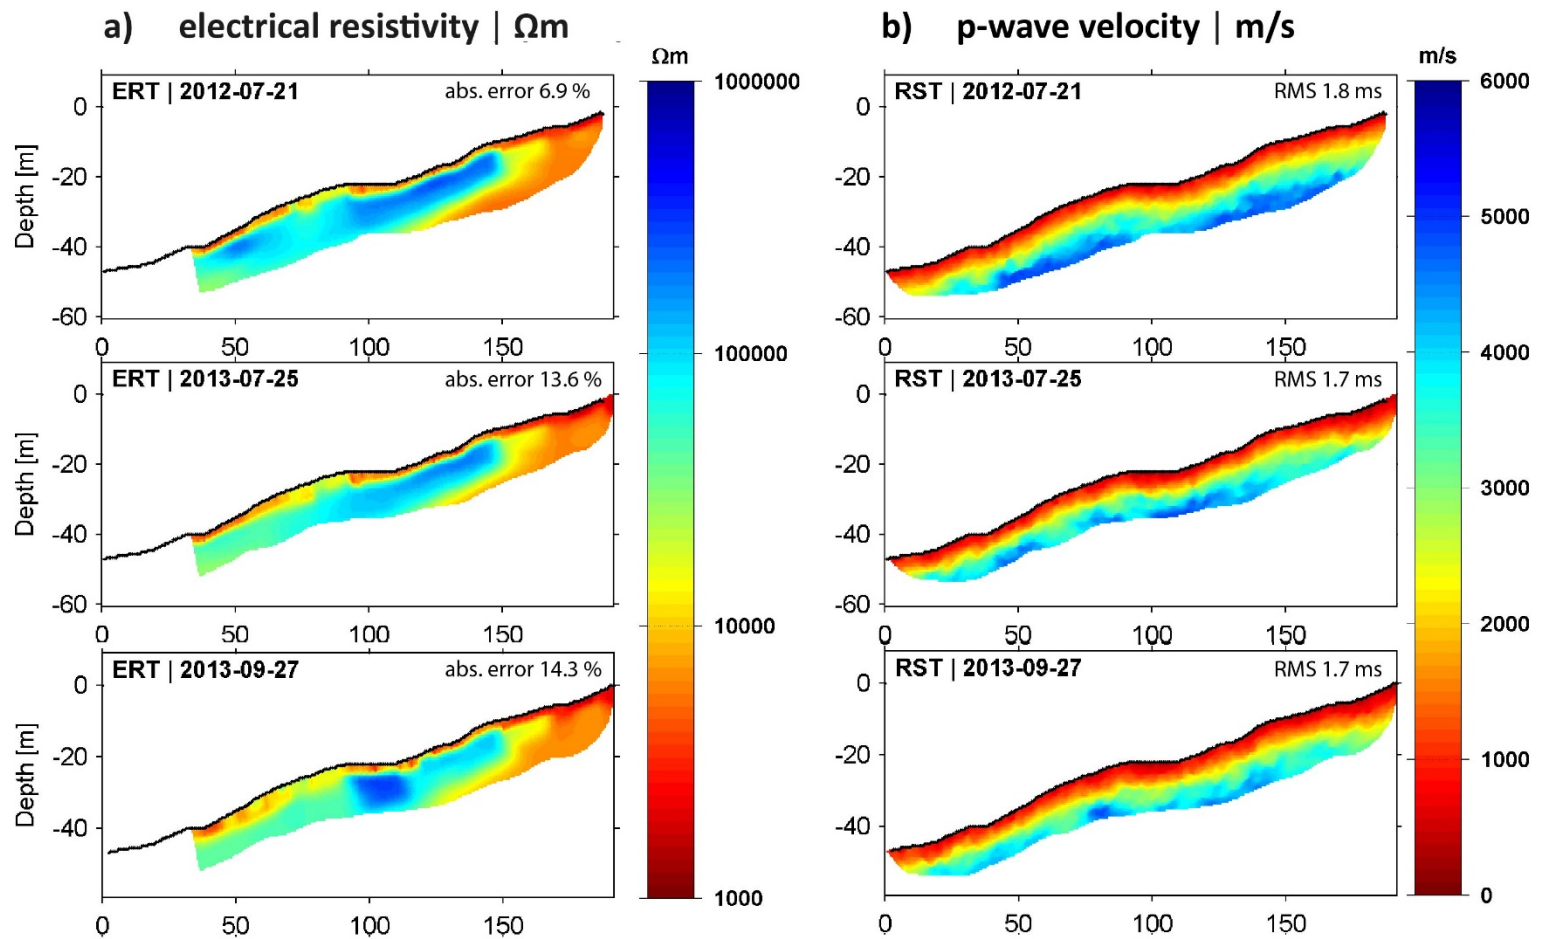 a) electrical resistivity | Ωm
b) p-wave velocity | m/s
Ωm
1000000
100000
10000
1000
m/s
6000
5000
4000
3000
2000
1000
0
ERT | 2012-07-21 abs. error 6.9 %
Depth [m]
0
-20
-40
-60
0 50 100 150
ERT | 2013-07-25 abs. error 13.6 %
Depth [m]
0
-20
-40
-60
0 50 100 150
ERT | 2013-09-27 abs. error 14.3 %
Depth [m]
0
-20
-40
0 50 100 150
RST | 2012-07-21 RMS 1.8 ms
0
-20
-40
-60
0 50 100 150
RST | 2013-07-25 RMS 1.7 ms
0
-20
-40
-60
0 50 100 150
RST | 2013-09-27 RMS 1.7 ms
0
-20
-40
0 50 100 150